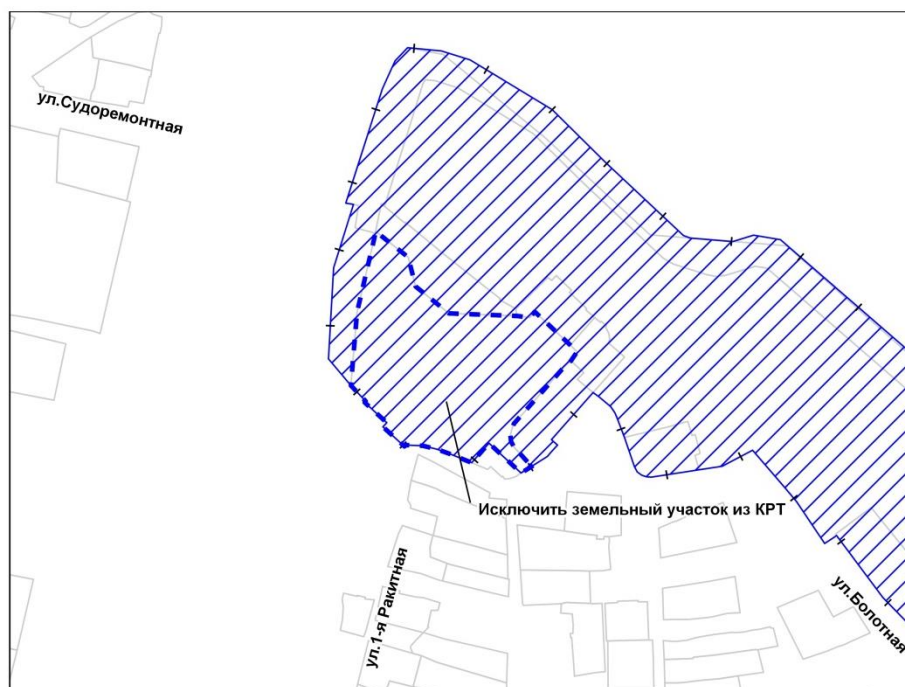 ул.Судоремонтная
Исключить земельный участок из КРТ
ул.1-я Ракитная
ул.Болотная